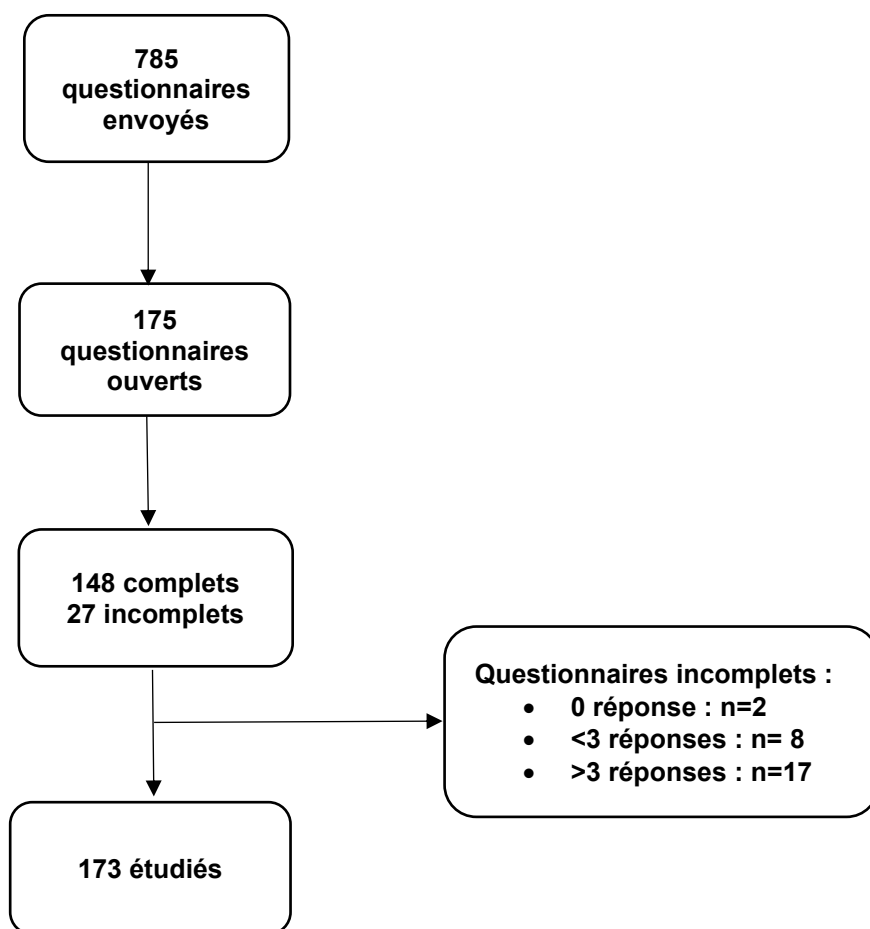 785
questionnaires
envoyés
175
questionnaires
ouverts
148 complets
27 incomplets
Questionnaires incomplets :
• 0 réponse : n=2
• <3 réponses : n= 8
• >3 réponses : n=17
173 étudiés